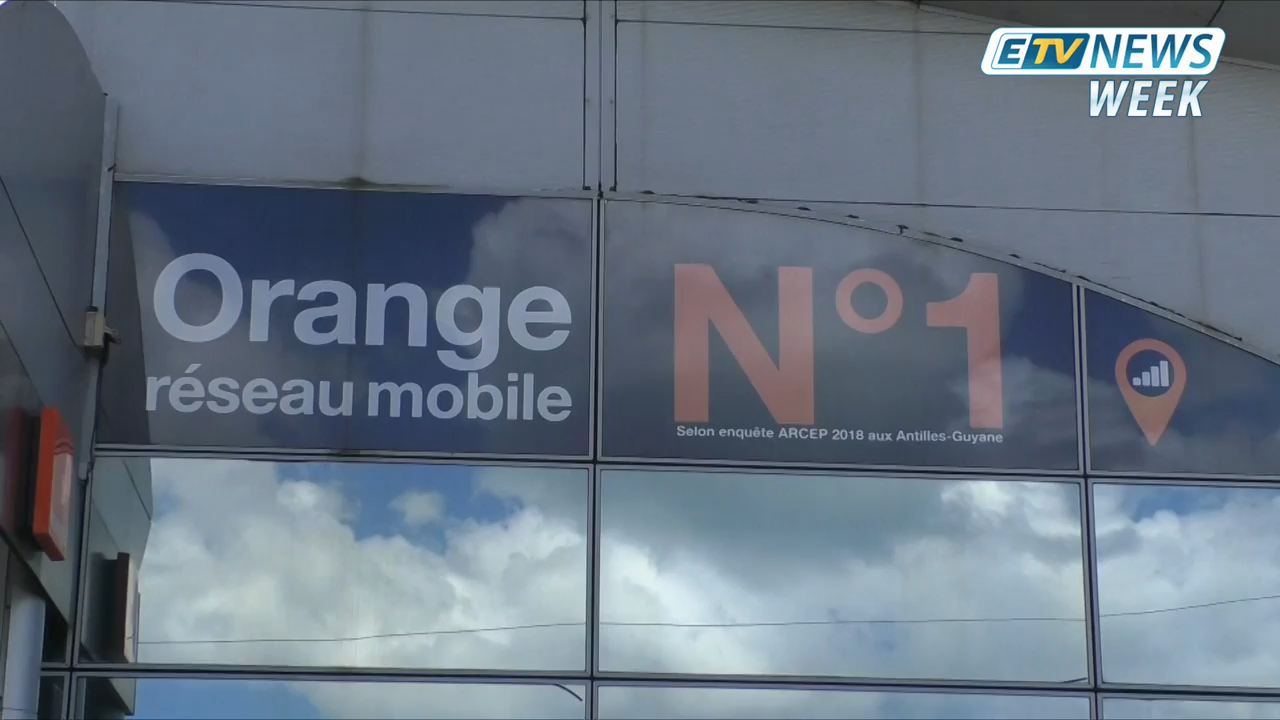 ETV NEWS
WEEK
Orange
réseau mobile
N°1
Selon enquête ARCEP 2018 aux Antilles-Guyane